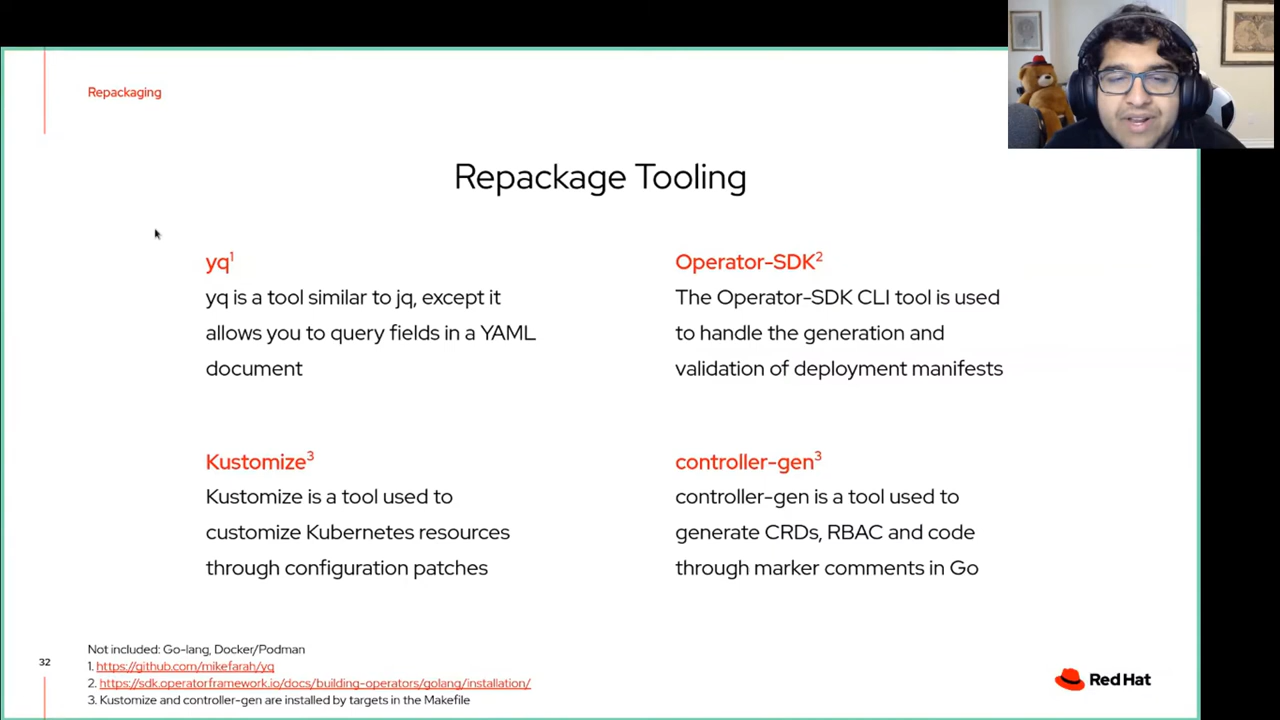 Repackaging
Repackage Tooling
yq¹
yq is a tool similar to jq, except it
allows you to query fields in a YAML
document
Operator-SDK²
The Operator-SDK CLI tool is used
to handle the generation and
validation of deployment manifests
Kustomize³
Kustomize is a tool used to
customize Kubernetes resources
through configuration patches
controller-gen³
controller-gen is a tool used to
generate CRDs, RBAC and code
through marker comments in Go
Not included: Go-lang, Docker/Podman
1. https://github.com/mikefarah/yq
2. https://sdk.operatorframework.io/docs/building-operators/golang/installation/
3. Kustomize and controller-gen are installed by targets in the Makefile
32
Red Hat